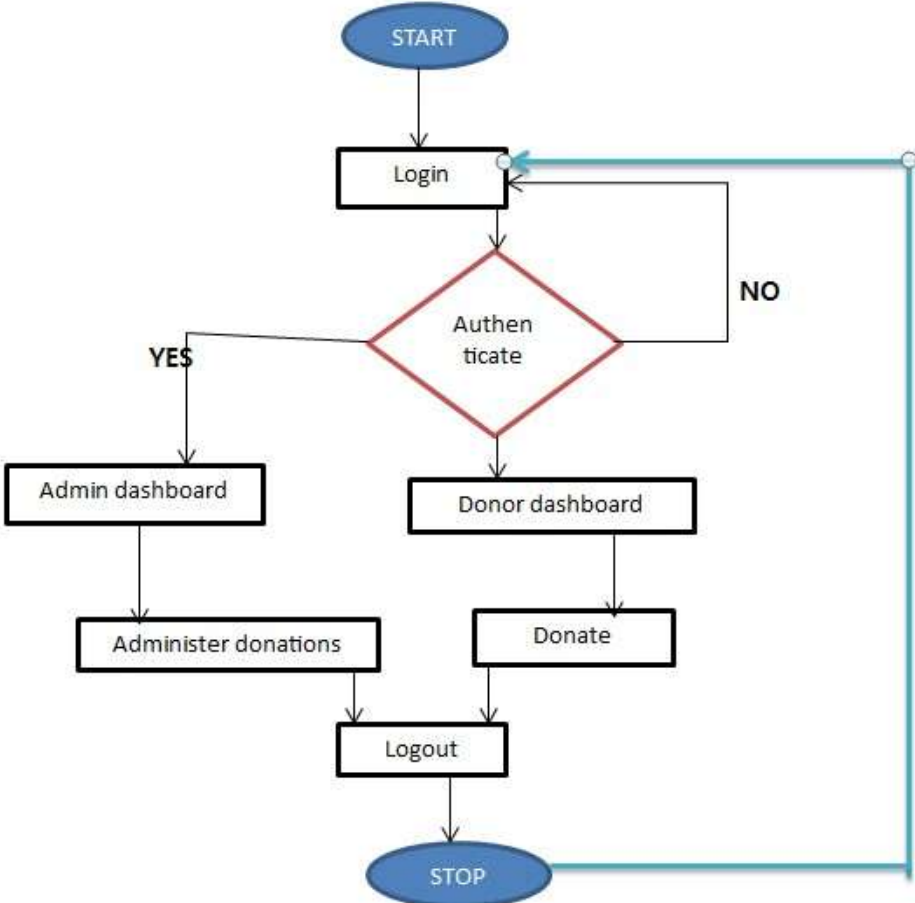 START
Login
NO
Authen
ticate
YES
Admin dashboard
Donor dashboard
Administer donations
Donate
Logout
STOP